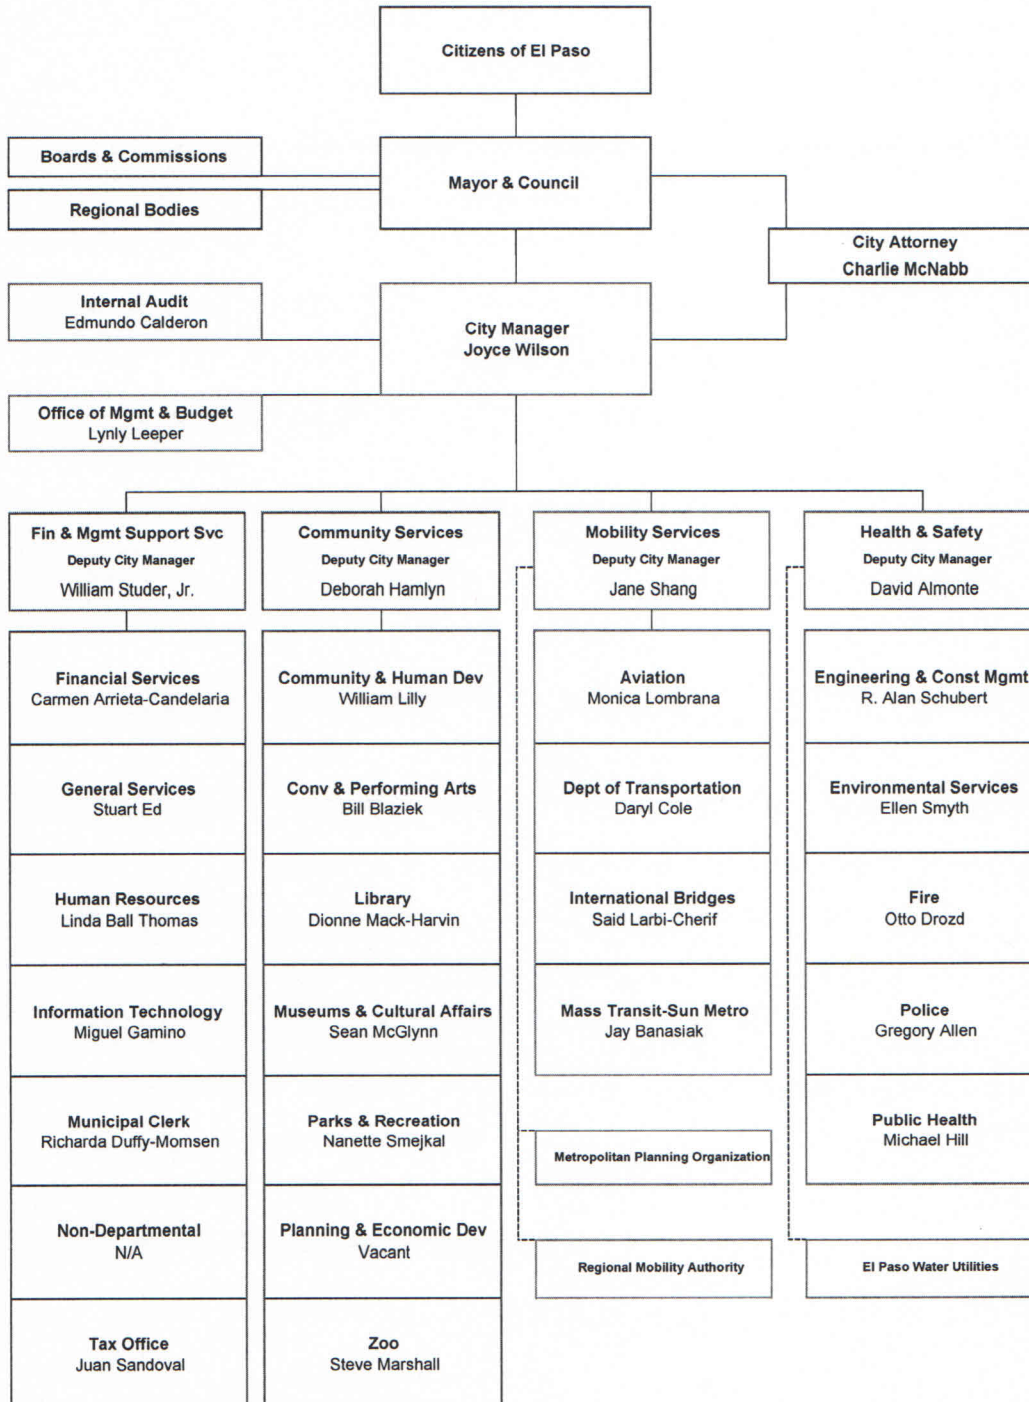 Citizens of El Paso
Boards & Commissions
Regional Bodies
Mayor & Council
City Attorney
Charlie McNabb
Internal Audit
Edmundo Calderon
City Manager
Joyce Wilson
Office of Mgmt & Budget
Lynly Leeper
Fin & Mgmt Support Svc
Deputy City Manager
William Studer, Jr.
Financial Services
Carmen Arrieta-Candelaria
General Services
Stuart Ed
Human Resources
Linda Ball Thomas
Information Technology
Miguel Gamino
Municipal Clerk
Richarda Duffy-Momsen
Non-Departmental
N/A
Tax Office
Juan Sandoval
Community Services
Deputy City Manager
Deborah Hamlyn
Community & Human Dev
William Lilly
Conv & Performing Arts
Bill Blaziek
Library
Dionne Mack-Harvin
Museums & Cultural Affairs
Sean McGlynn
Parks & Recreation
Nanette Smejkal
Planning & Economic Dev
Vacant
Zoo
Steve Marshall
Mobility Services
Deputy City Manager
Jane Shang
Aviation
Monica Lombrana
Dept of Transportation
Daryl Cole
International Bridges
Said Larbi-Cherif
Mass Transit-Sun Metro
Jay Banasiak
Metropolitan Planning Organization
Regional Mobility Authority
Health & Safety
Deputy City Manager
David Almonte
Engineering & Const Mgmt
R. Alan Schubert
Environmental Services
Ellen Smyth
Fire
Otto Drozd
Police
Gregory Allen
Public Health
Michael Hill
El Paso Water Utilities